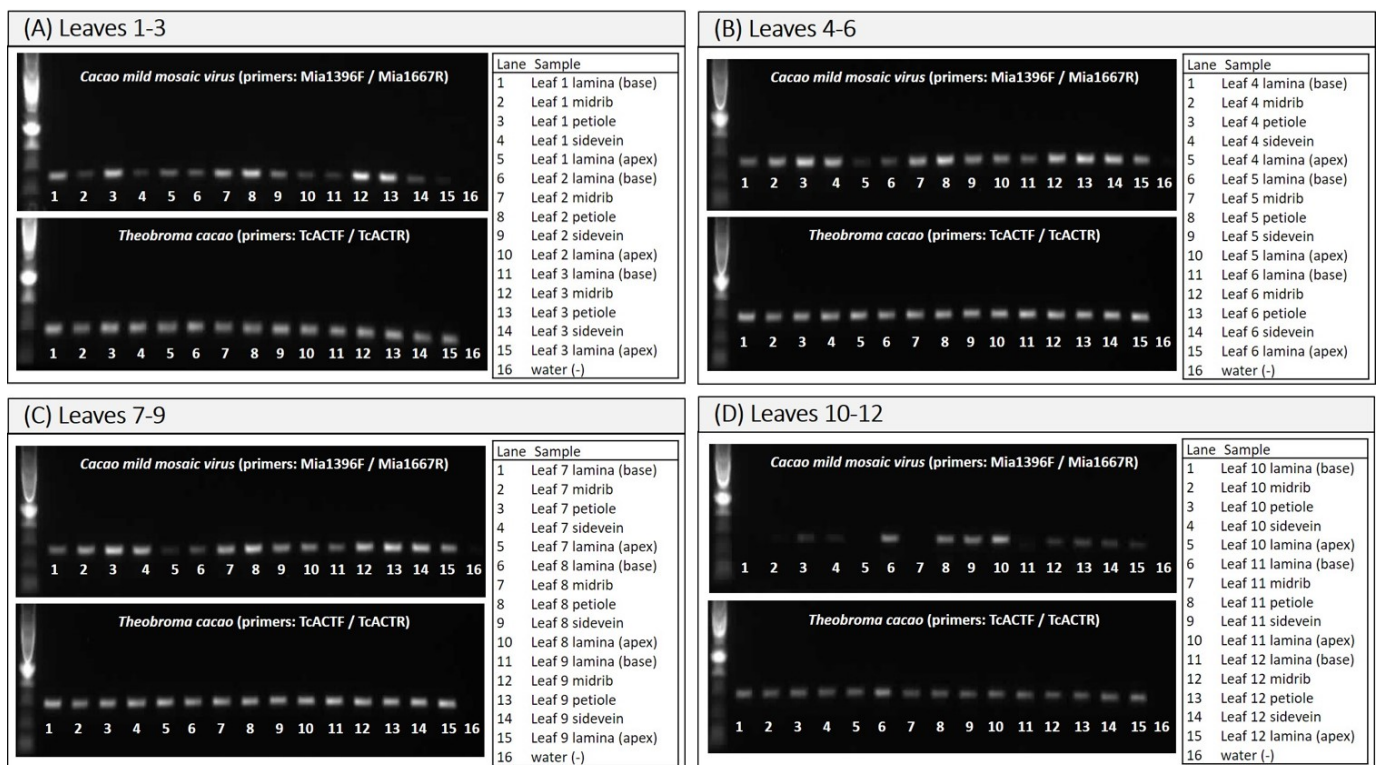 (A) Leaves 1-3
Cacao mild mosaic virus (primers: Mia1396F / Mia1667R)
1 2 3 4 5 6 7 8 9 10 11 12 13 14 15 16
Theobroma cacao (primers: TcACTF / TcACTR)
1 2 3 4 5 6 7 8 9 10 11 12 13 14 15 16
Lane Sample
1 Leaf 1 lamina (base)
2 Leaf 1 midrib
3 Leaf 1 petiole
4 Leaf 1 sidevein
5 Leaf 1 lamina (apex)
6 Leaf 2 lamina (base)
7 Leaf 2 midrib
8 Leaf 2 petiole
9 Leaf 2 sidevein
10 Leaf 2 lamina (apex)
11 Leaf 3 lamina (base)
12 Leaf 3 midrib
13 Leaf 3 petiole
14 Leaf 3 sidevein
15 Leaf 3 lamina (apex)
16 water (-)
(B) Leaves 4-6
Cacao mild mosaic virus (primers: Mia1396F / Mia1667R)
1 2 3 4 5 6 7 8 9 10 11 12 13 14 15 16
Theobroma cacao (primers: TcACTF / TcACTR)
1 2 3 4 5 6 7 8 9 10 11 12 13 14 15 16
Lane Sample
1 Leaf 4 lamina (base)
2 Leaf 4 midrib
3 Leaf 4 petiole
4 Leaf 4 sidevein
5 Leaf 4 lamina (apex)
6 Leaf 5 lamina (base)
7 Leaf 5 midrib
8 Leaf 5 petiole
9 Leaf 5 sidevein
10 Leaf 5 lamina (apex)
11 Leaf 6 lamina (base)
12 Leaf 6 midrib
13 Leaf 6 petiole
14 Leaf 6 sidevein
15 Leaf 6 lamina (apex)
16 water (-)
(C) Leaves 7-9
Cacao mild mosaic virus (primers: Mia1396F / Mia1667R)
1 2 3 4 5 6 7 8 9 10 11 12 13 14 15 16
Theobroma cacao (primers: TcACTF / TcACTR)
1 2 3 4 5 6 7 8 9 10 11 12 13 14 15 16
Lane Sample
1 Leaf 7 lamina (base)
2 Leaf 7 midrib
3 Leaf 7 petiole
4 Leaf 7 sidevein
5 Leaf 7 lamina (apex)
6 Leaf 8 lamina (base)
7 Leaf 8 midrib
8 Leaf 8 petiole
9 Leaf 8 sidevein
10 Leaf 8 lamina (apex)
11 Leaf 9 lamina (base)
12 Leaf 9 midrib
13 Leaf 9 petiole
14 Leaf 9 sidevein
15 Leaf 9 lamina (apex)
16 water (-)
(D) Leaves 10-12
Cacao mild mosaic virus (primers: Mia1396F / Mia1667R)
1 2 3 4 5 6 7 8 9 10 11 12 13 14 15 16
Theobroma cacao (primers: TcACTF / TcACTR)
1 2 3 4 5 6 7 8 9 10 11 12 13 14 15 16
Lane Sample
1 Leaf 10 lamina (base)
2 Leaf 10 midrib
3 Leaf 10 petiole
4 Leaf 10 sidevein
5 Leaf 10 lamina (apex)
6 Leaf 11 lamina (base)
7 Leaf 11 midrib
8 Leaf 11 petiole
9 Leaf 11 sidevein
10 Leaf 11 lamina (apex)
11 Leaf 12 lamina (base)
12 Leaf 12 midrib
13 Leaf 12 petiole
14 Leaf 12 sidevein
15 Leaf 12 lamina (apex)
16 water (-)